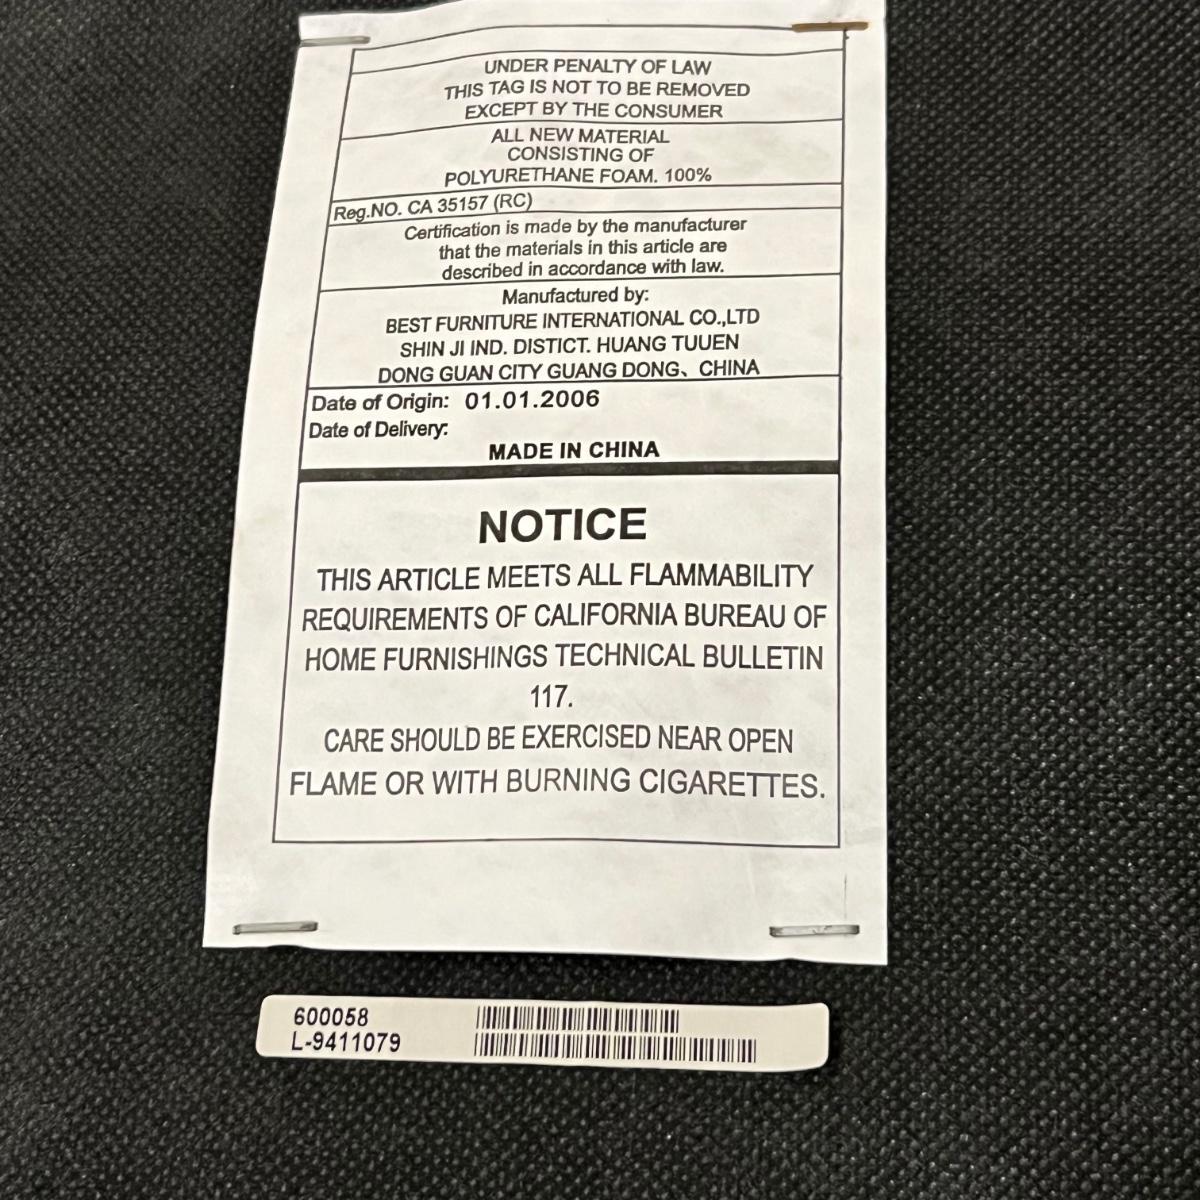 UNDER PENALTY OF LAW
THIS TAG IS NOT TO BE REMOVED
EXCEPT BY THE CONSUMER
ALL NEW MATERIAL
CONSISTING OF
POLYURETHANE FOAM. 100%
Reg.NO. CA 35157 (RC)
Certification is made by the manufacturer
that the materials in this article are
described in accordance with law.
Manufactured by:
BEST FURNITURE INTERNATIONAL CO.,LTD
SHIN JI IND. DISTICT. HUANG TUUEN
DONG GUAN CITY GUANG DONG、CHINA
Date of Origin: 01.01.2006
Date of Delivery:
MADE IN CHINA
NOTICE
THIS ARTICLE MEETS ALL FLAMMABILITY
REQUIREMENTS OF CALIFORNIA BUREAU OF
HOME FURNISHINGS TECHNICAL BULLETIN
117.
CARE SHOULD BE EXERCISED NEAR OPEN
FLAME OR WITH BURNING CIGARETTES.
600058
L-9411079